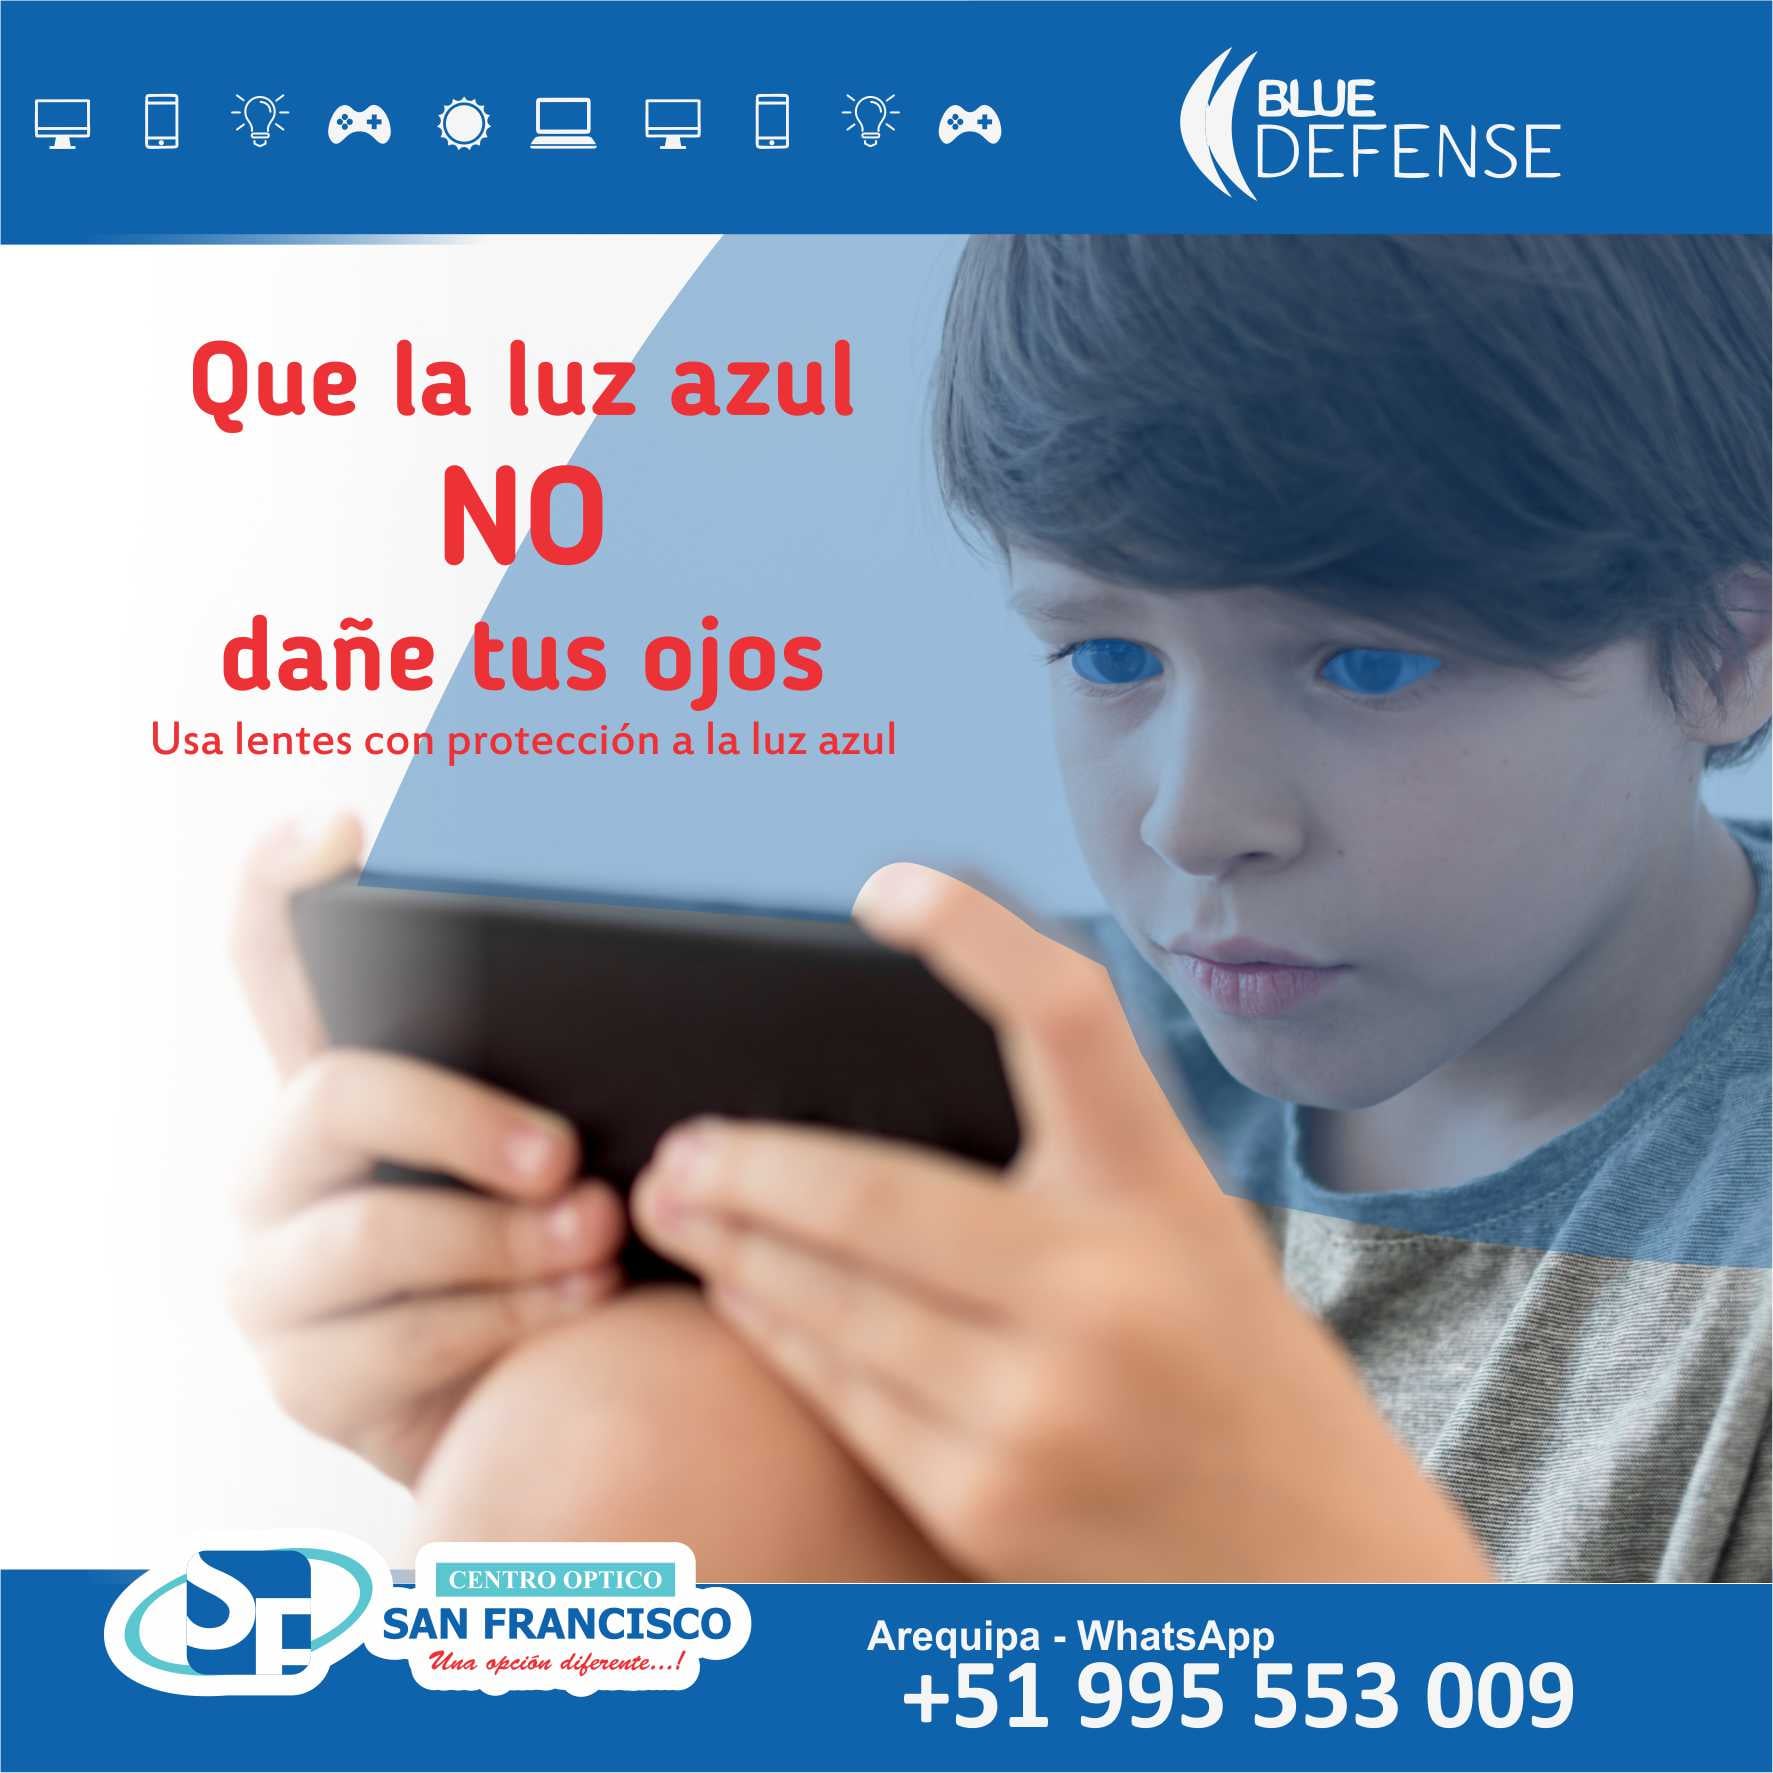 BLUE
DEFENSE
Que la luz azul
NO
dañe tus ojos
Usa lentes con protección a la luz azul
SF
CENTRO OPTICO
SAN FRANCISCO
Una opción diferente...!
Arequipa - WhatsApp
+51 995 553 009